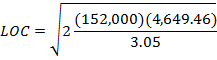 LOC = √(2 (152,000)(4,649.46) / 3.05)